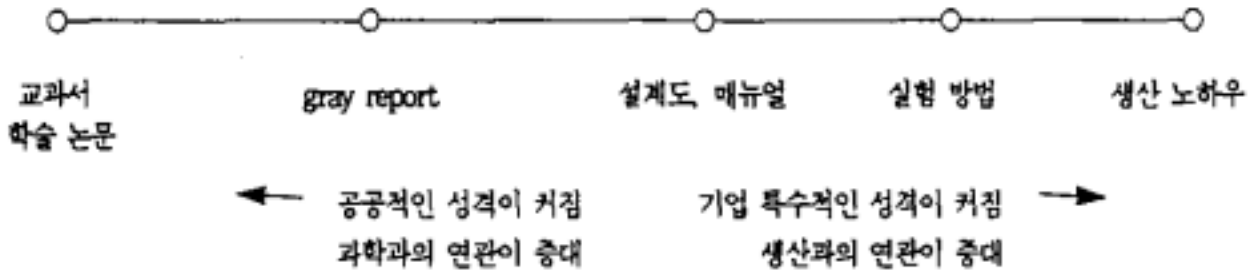 교과서
학술 논문
gray report
설계도, 매뉴얼
실험 방법
생산 노하우
공공적인 성격이 커짐
과학과의 연관이 증대
기업 특수적인 성격이 커짐
생산과의 연관이 증대